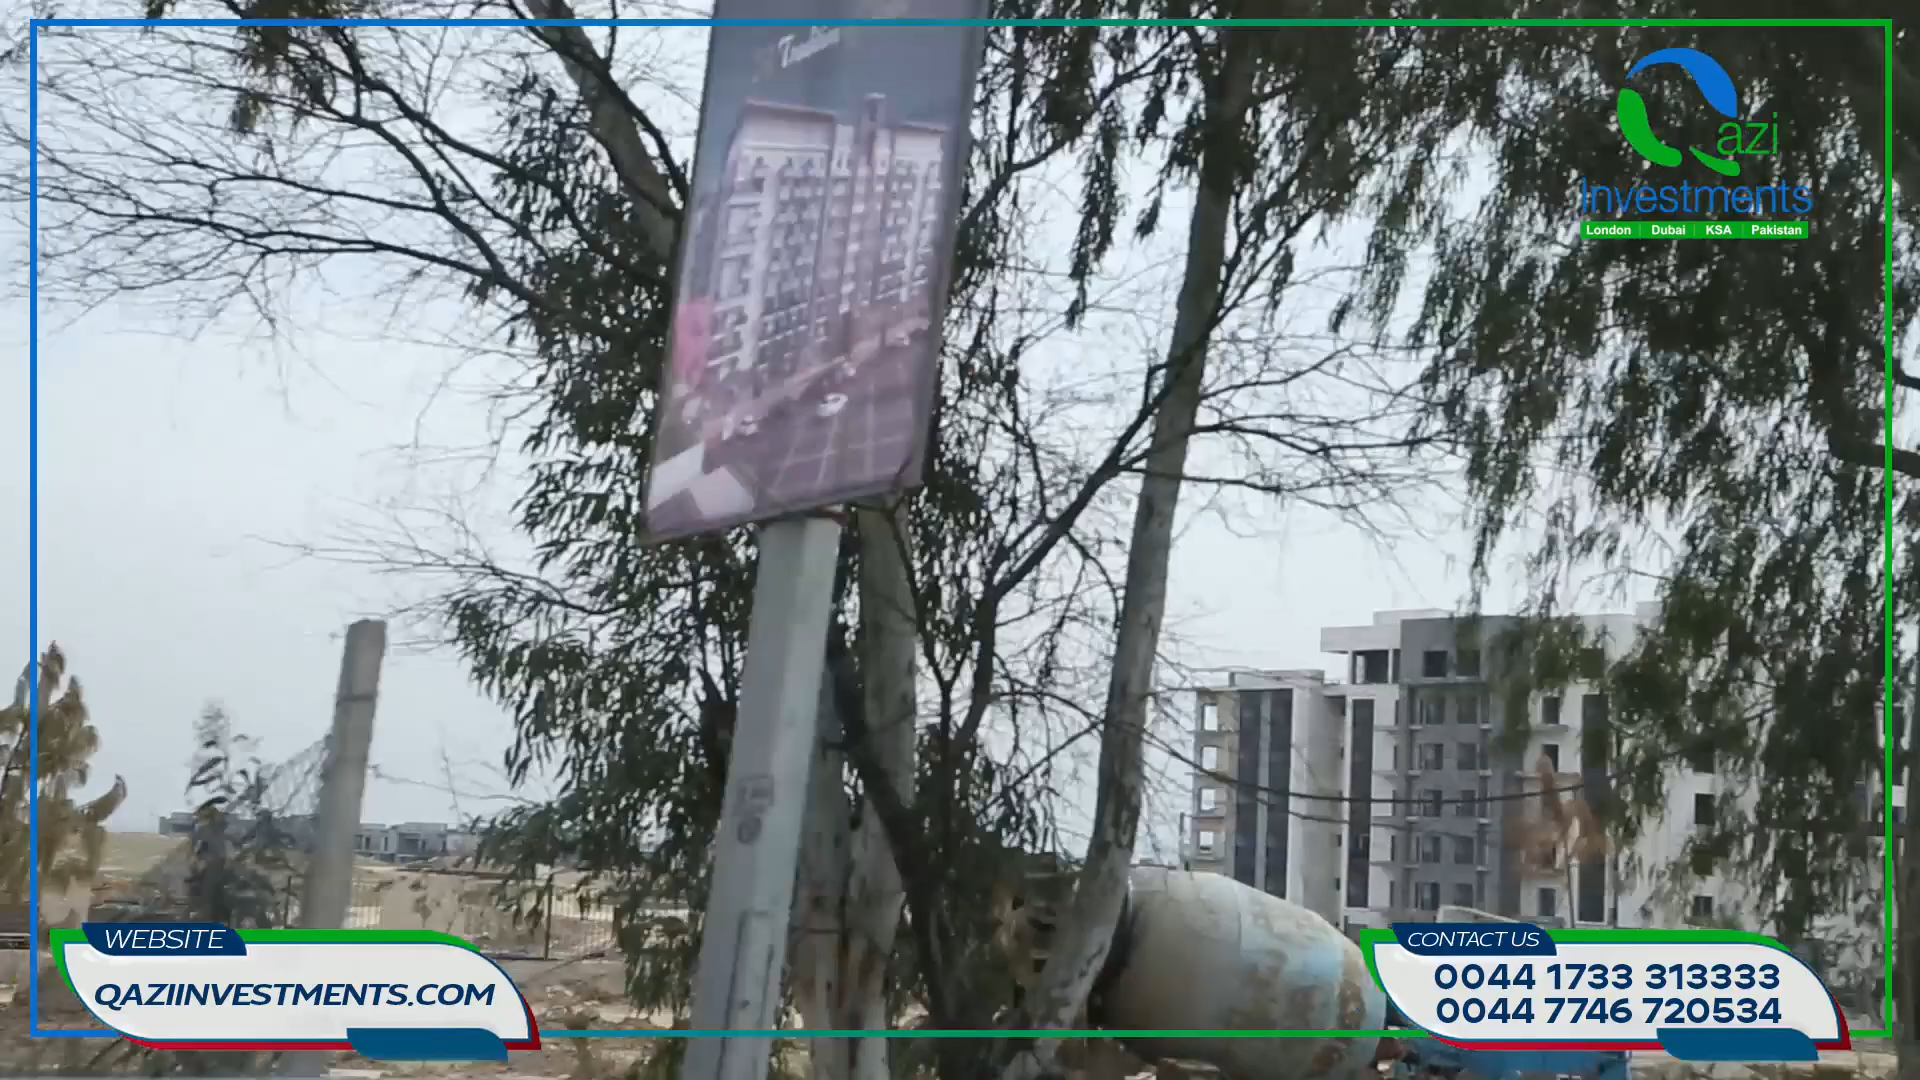 azi
Investments
London Dubai KSA Pakistan
WEBSITE
QAZIINVESTMENTS.COM
CONTACT US
0044 1733 313333
0044 7746 720534